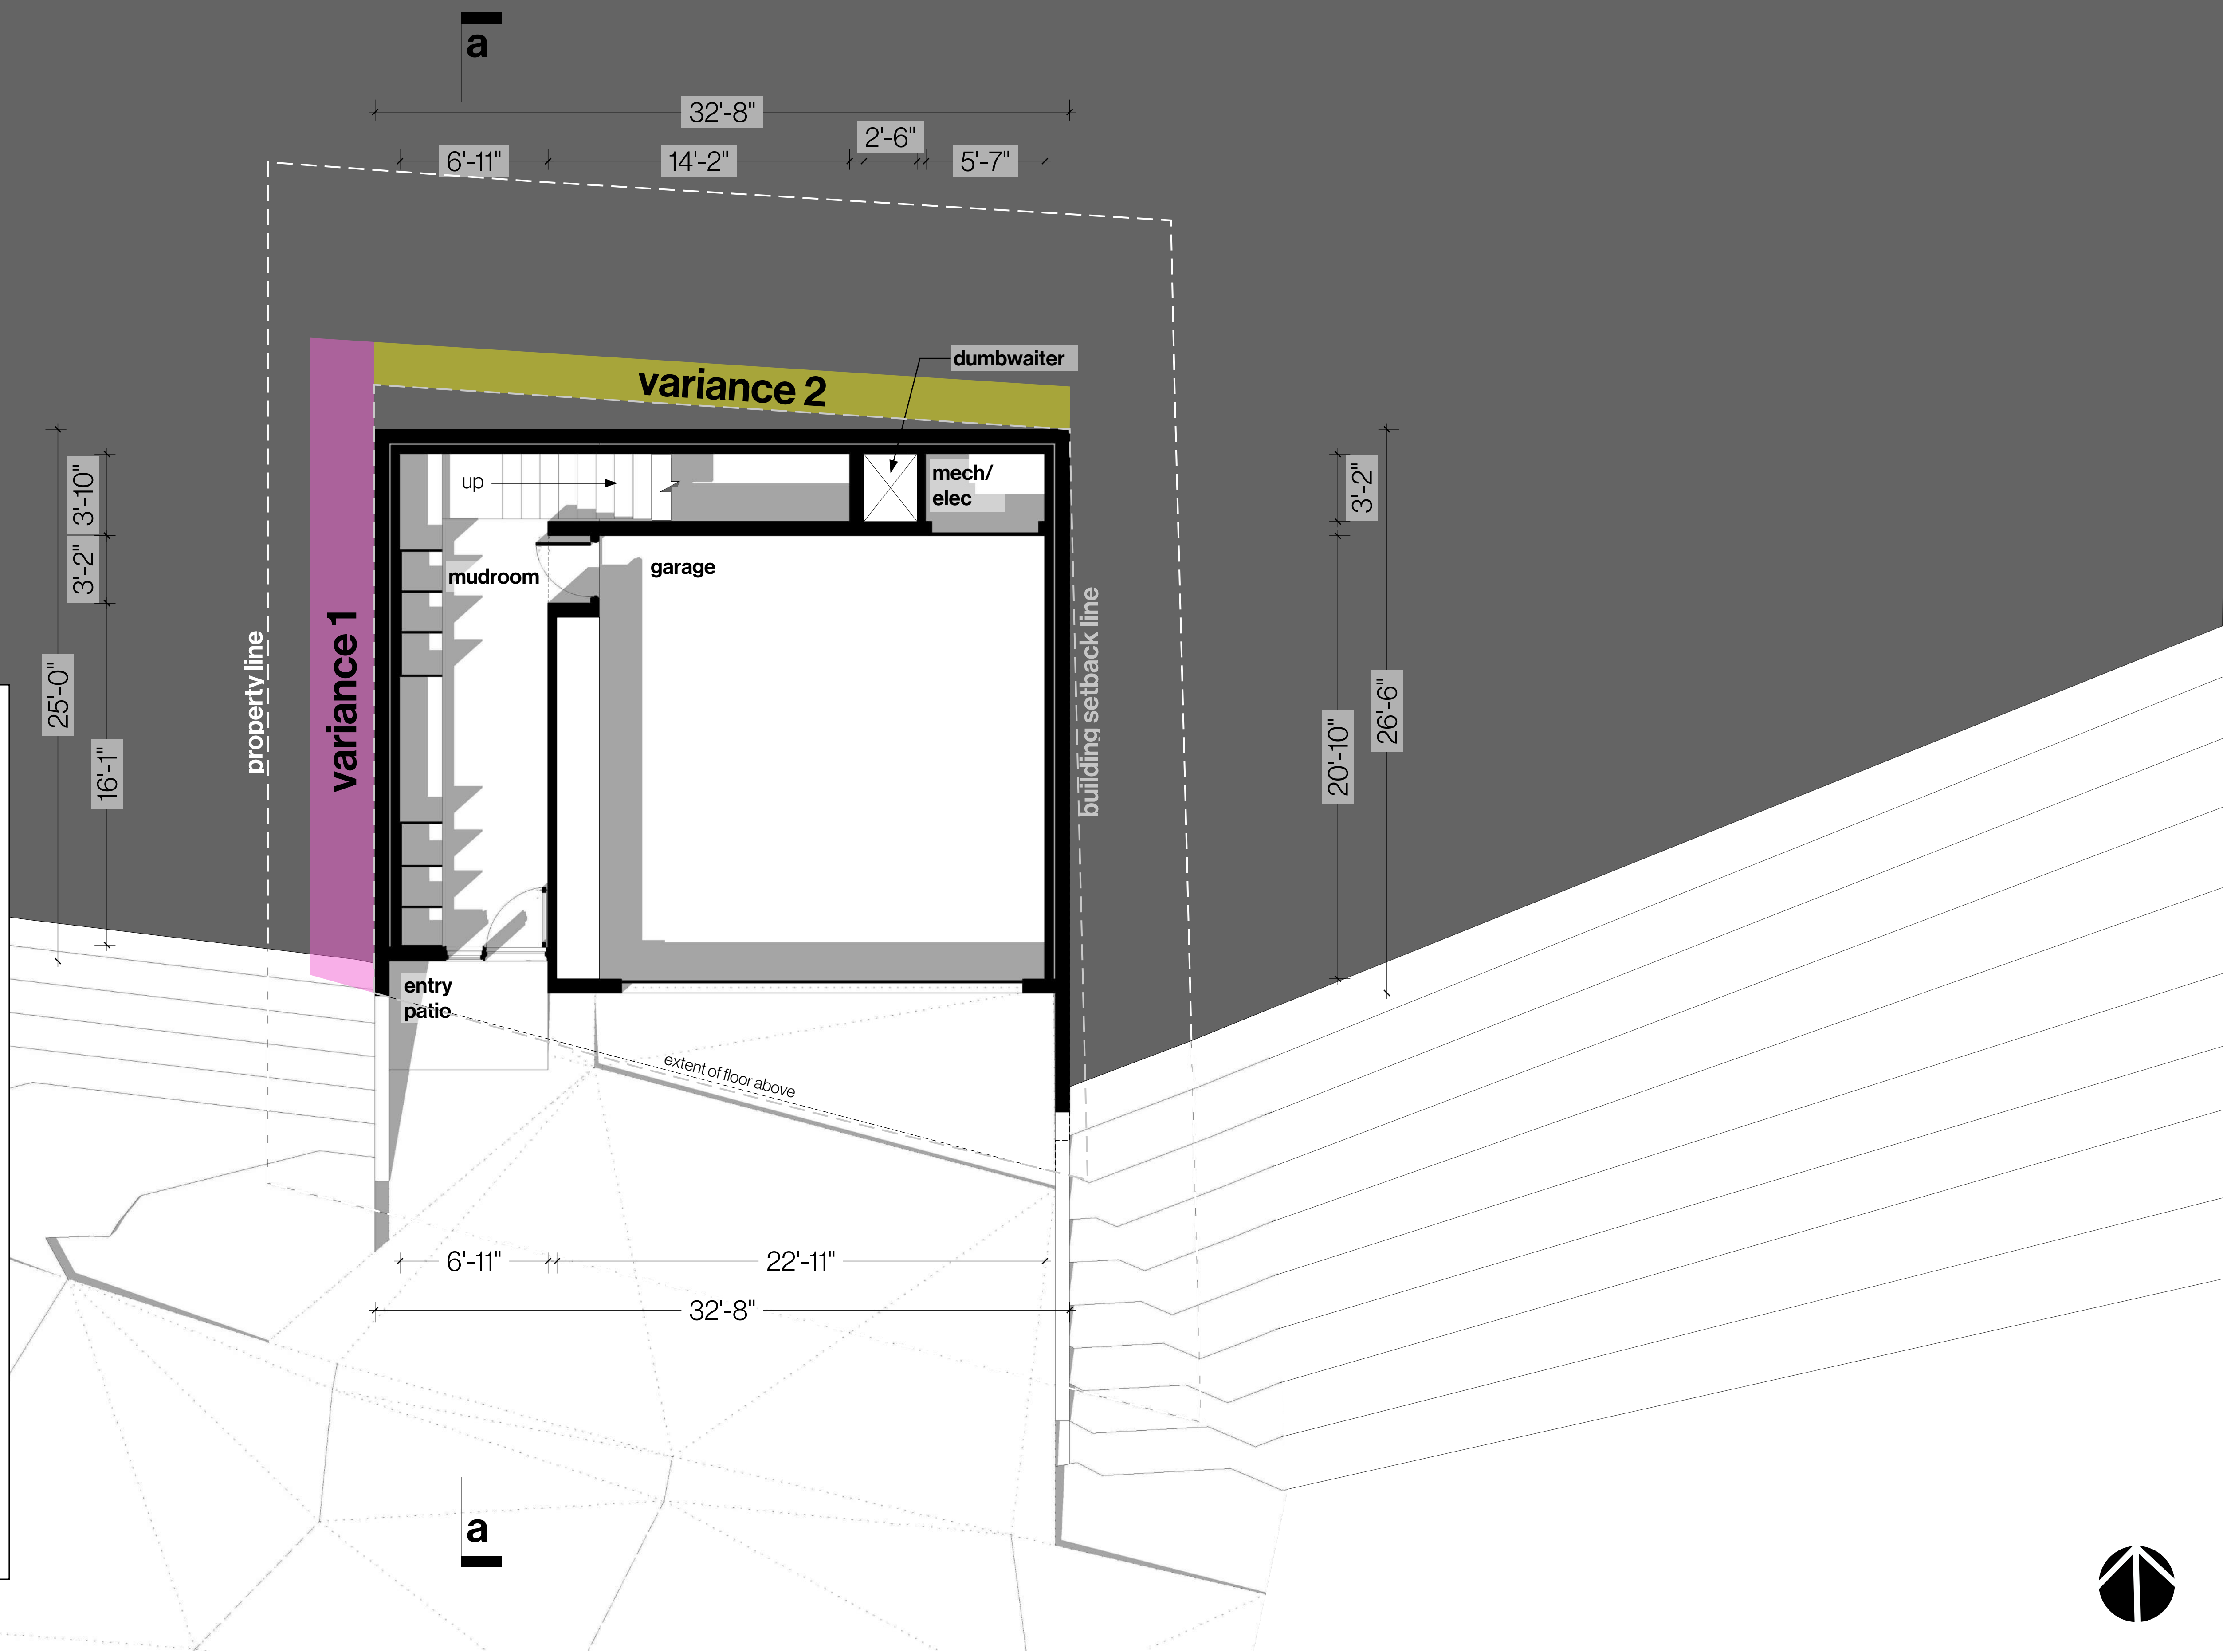 a
32'-8"
2'-6"
6'-11"
14'-2"
5'-7"
dumbwaiter
variance 2
3'-10"
3'-2"
25'-0"
16'-1"
property line
variance 1
up
mech/
elec
mudroom
garage
building setback line
3'-2"
20'-10"
26'-6"
entry
patio
extent of floor above
6'-11"
22'-11"
32'-8"
a